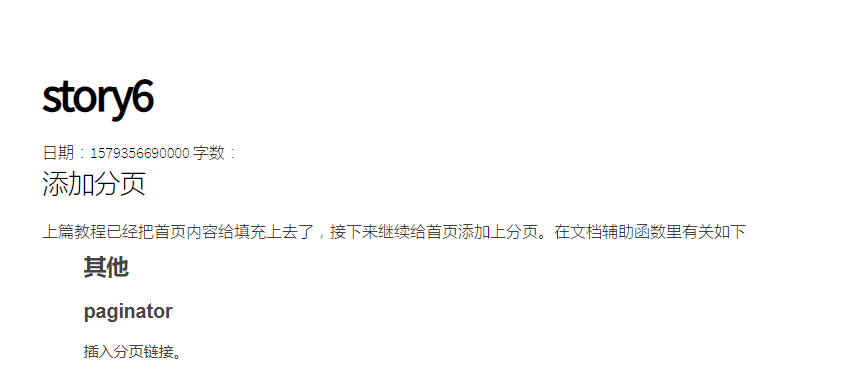 story6
日期：1579356690000 字数：
添加分页
上篇教程已经把首页内容给填充上去了，接下来继续给首页添加上分页。在文档辅助函数里有关如下
其他
paginator
插入分页链接。